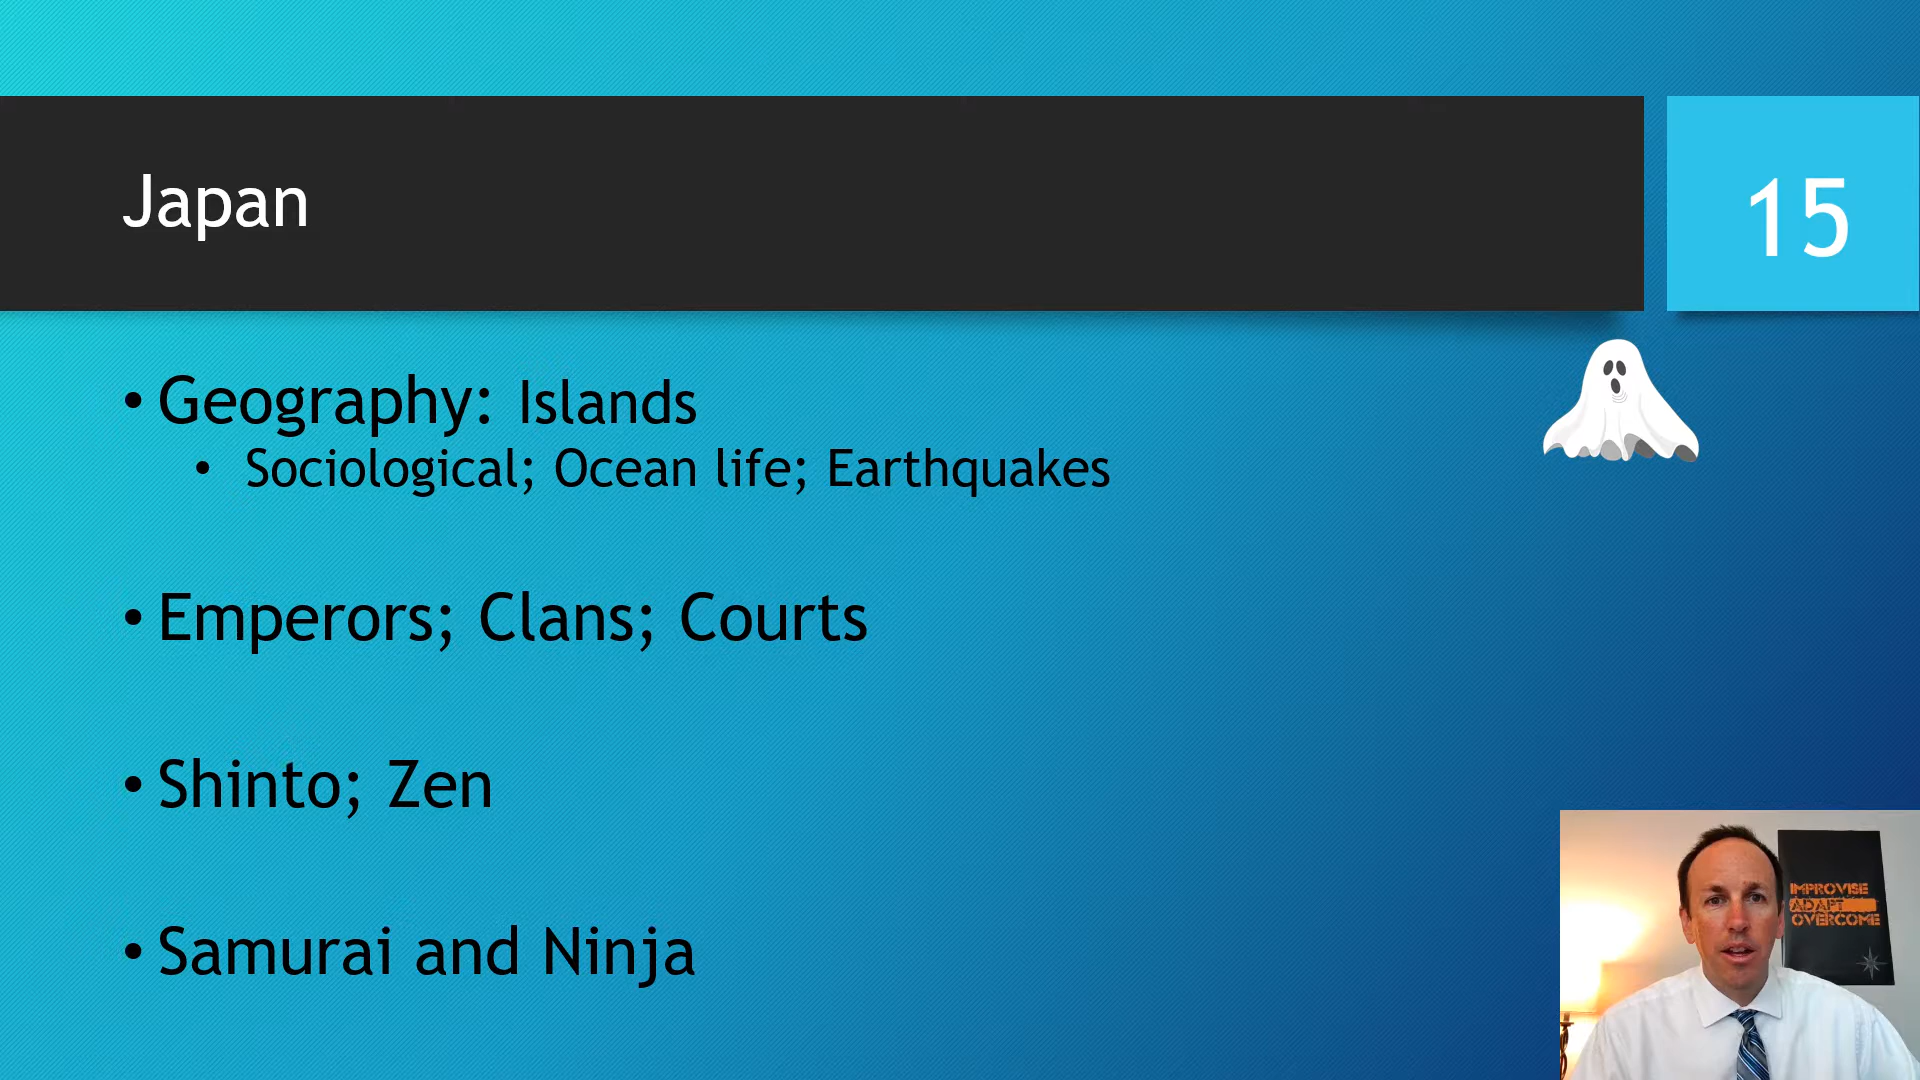 Japan
15
• Geography: Islands
• Sociological; Ocean life; Earthquakes
• Emperors; Clans; Courts
• Shinto; Zen
• Samurai and Ninja
IMPROVISE
ADAPT
OVERCOME